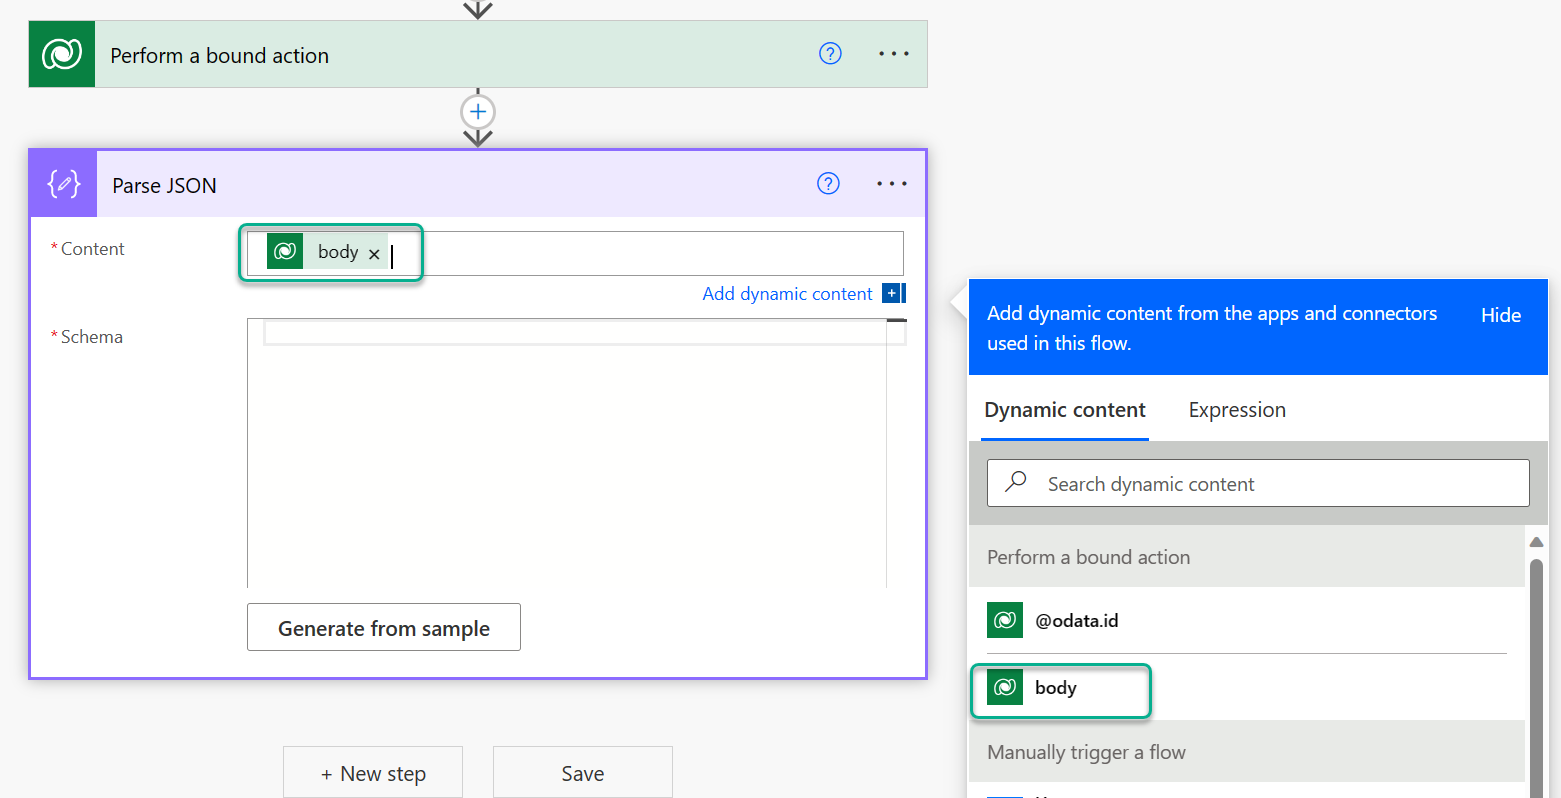 Perform a bound action
Parse JSON
* Content
body ×
Add dynamic content
* Schema
Generate from sample
+ New step
Save
Add dynamic content from the apps and connectors
used in this flow.
Hide
Dynamic content
Expression
Search dynamic content
Perform a bound action
@odata.id
body
Manually trigger a flow